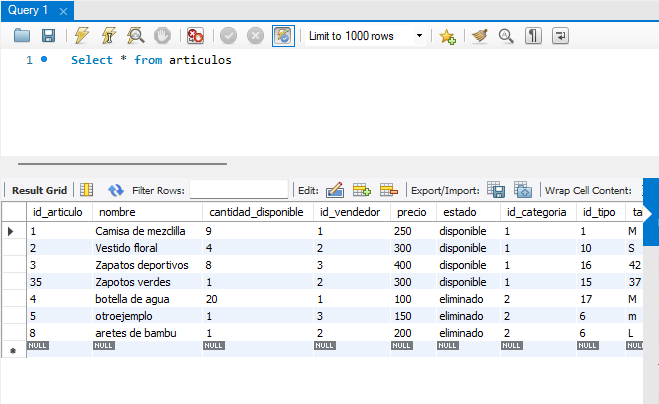 Query 1
Limit to 1000 rows
1 Select * from articulos
Result Grid Filter Rows: Edit: Export/Import: Wrap Cell Content:
id_articulo nombre cantidad_disponible id_vendedor precio estado id_categoria id_tipo ta
1 Camisa de mezclilla 9 1 250 disponible 1 1 M
2 Vestido floral 4 2 300 disponible 1 10 S
3 Zapatos deportivos 8 3 400 disponible 1 16 42
35 Zapotos verdes 1 2 300 disponible 1 15 37
4 botella de agua 20 1 100 eliminado 2 17 M
5 otroejemplo 1 3 150 eliminado 2 6 m
8 aretes de bambu 1 2 200 eliminado 2 6 L
NULL NULL NULL NULL NULL NULL NULL NULL NULL